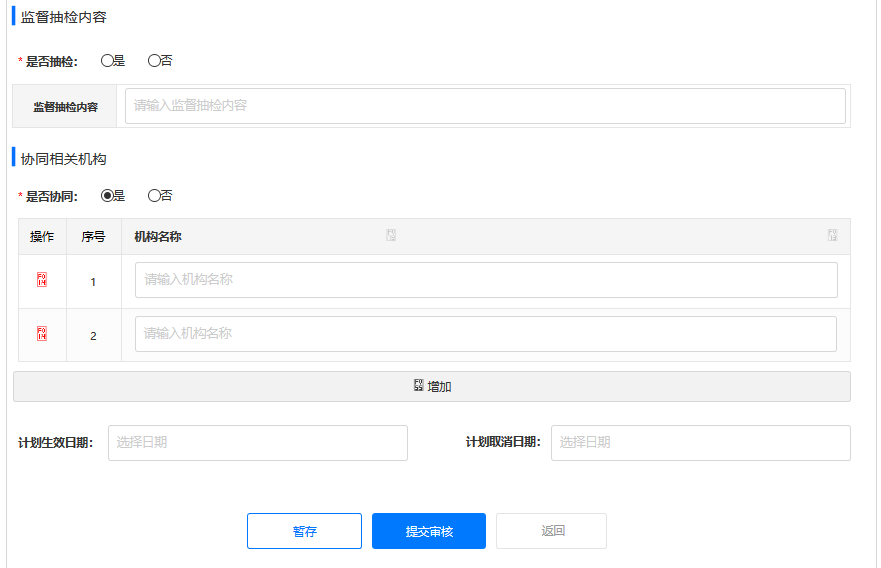 监督抽检内容
* 是否抽检： 是 否
监督抽检内容 请输入监督抽检内容
协同相关机构
* 是否协同： 是 否
操作 序号 机构名称
1 请输入机构名称
2 请输入机构名称
增加
计划生效日期： 选择日期 计划取消日期： 选择日期
暂存 提交审核 返回